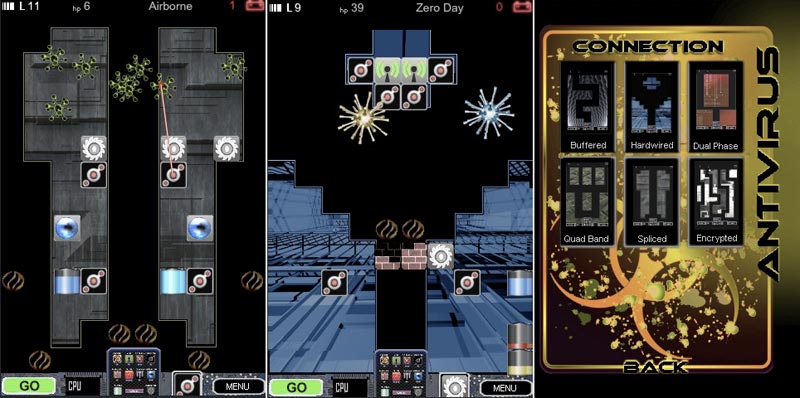 L 11 hp 6 Airborne 1
GO CPU MENU
L 9 hp 39 Zero Day 0
GO CPU MENU
CONNECTION
ANTIVIRUS
Buffered Hardwired Dual Phase
Quad Band Spliced Encrypted
BACK